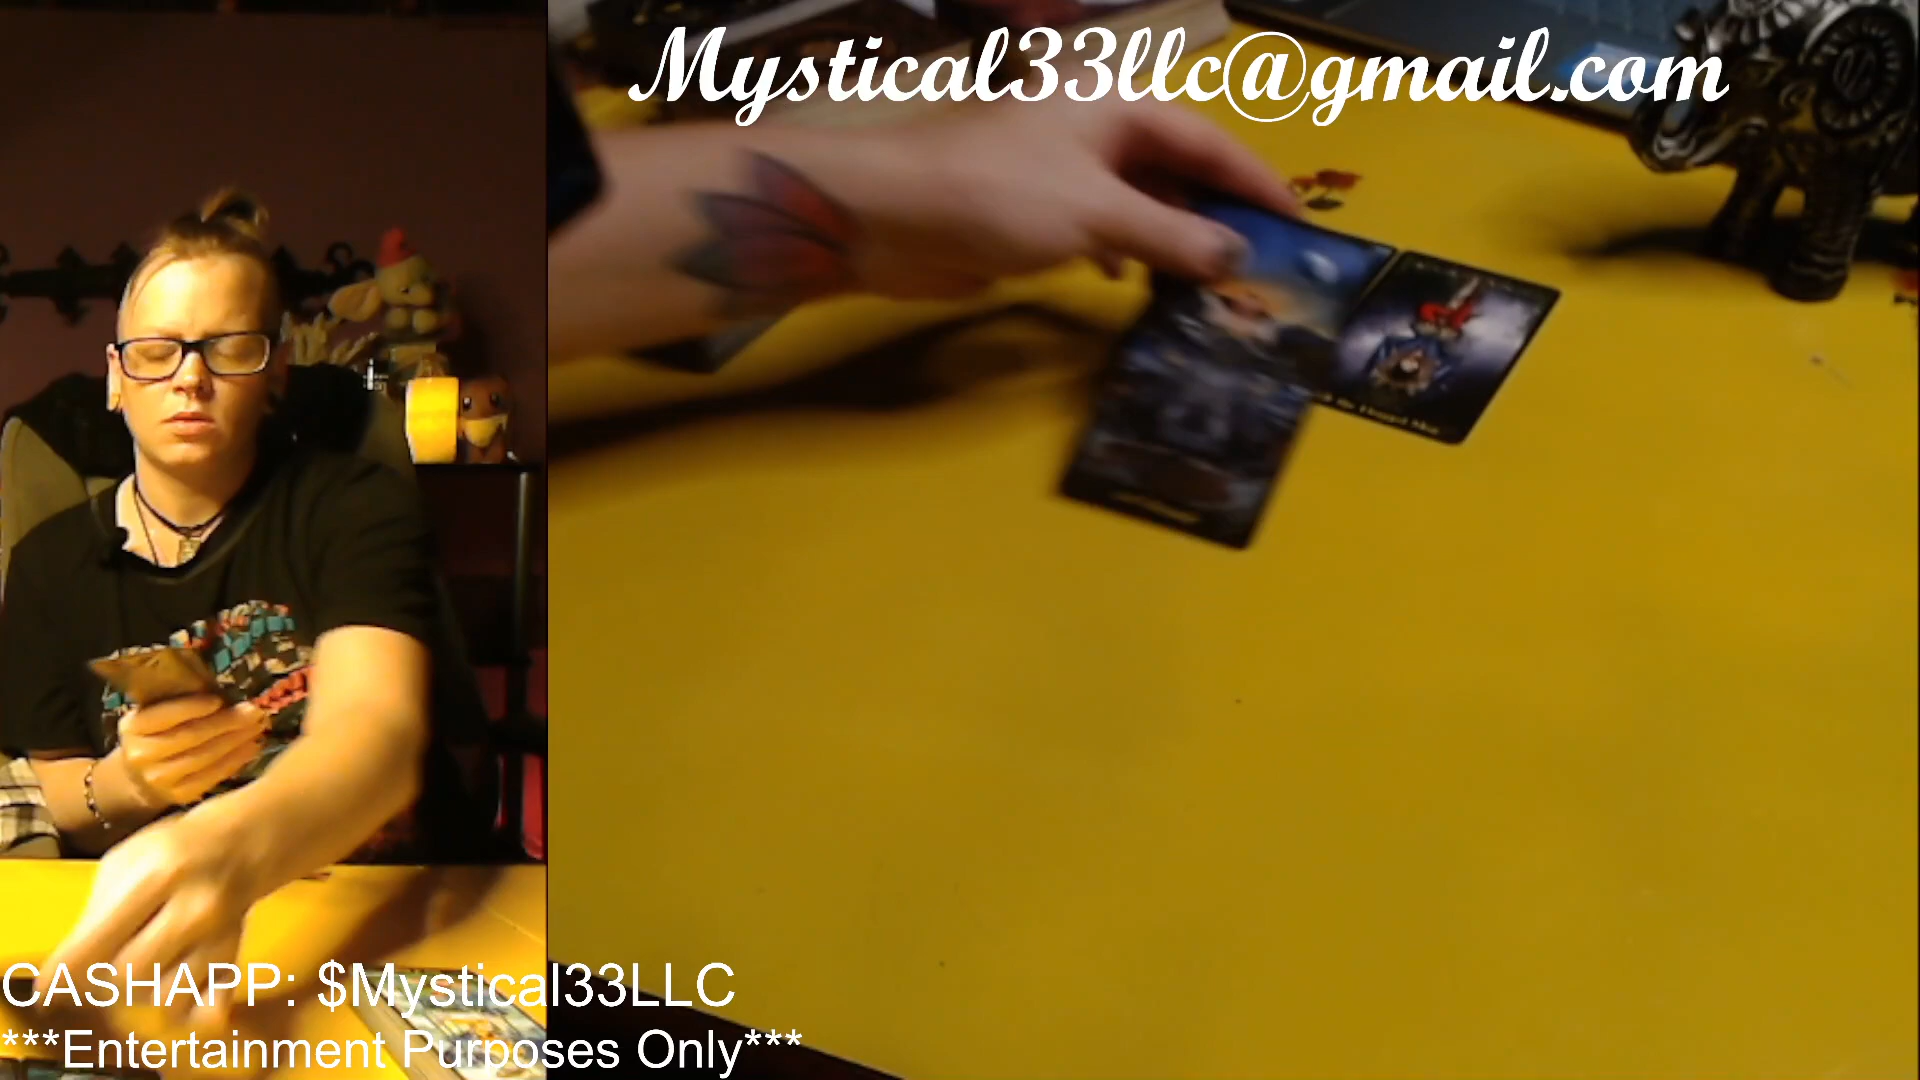 Mystical33llc@gmail.com
CASHAPP: $Mystical33LLC
***Entertainment Purposes Only***